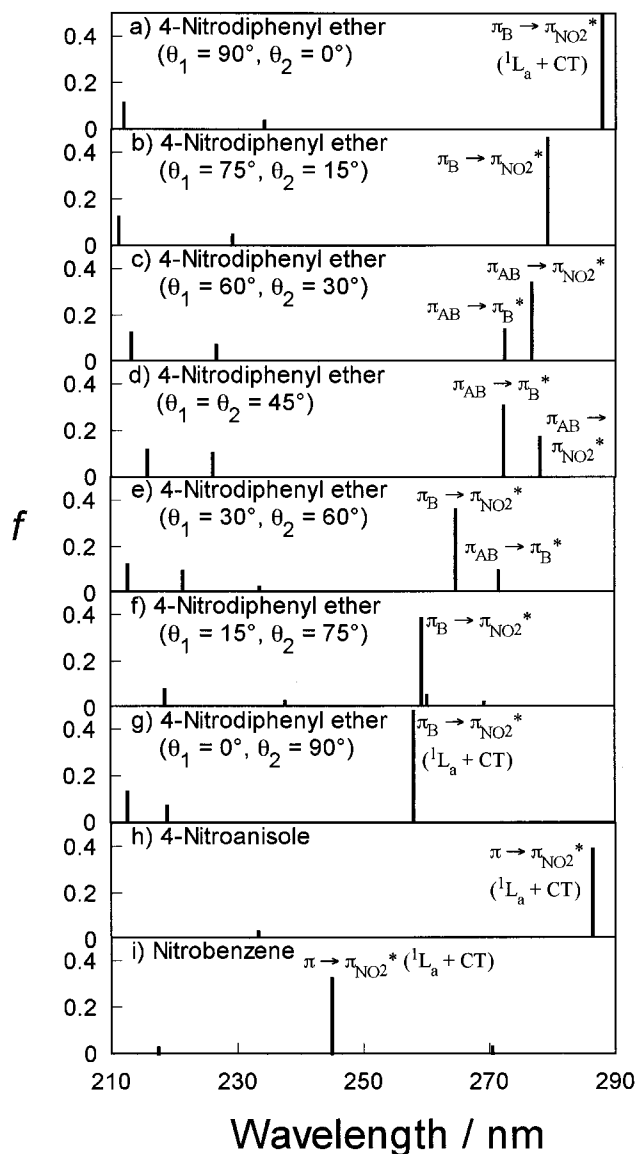 0.4
0.2
0
a) 4-Nitrodiphenyl ether
(θ1 = 90°, θ2 = 0°)
πB → πNO2*
(1La + CT)
0.4
0.2
0
b) 4-Nitrodiphenyl ether
(θ1 = 75°, θ2 = 15°)
πB → πNO2*
0.4
0.2
0
c) 4-Nitrodiphenyl ether
(θ1 = 60°, θ2 = 30°)
πAB → πNO2*
πAB → πB*
0.4
0.2
0
d) 4-Nitrodiphenyl ether
(θ1 = θ2 = 45°)
πAB → πB*
πAB →
πNO2*
f
0.4
0.2
0
e) 4-Nitrodiphenyl ether
(θ1 = 30°, θ2 = 60°)
πB → πNO2*
πAB → πB*
0.4
0.2
0
f) 4-Nitrodiphenyl ether
(θ1 = 15°, θ2 = 75°)
πB → πNO2*
0.4
0.2
0
g) 4-Nitrodiphenyl ether
(θ1 = 0°, θ2 = 90°)
πB → πNO2*
(1La + CT)
0.4
0.2
0
h) 4-Nitroanisole
π → πNO2*
(1La + CT)
0.4
0.2
0
i) Nitrobenzene
π → πNO2* (1La + CT)
210 230 250 270 290
Wavelength / nm